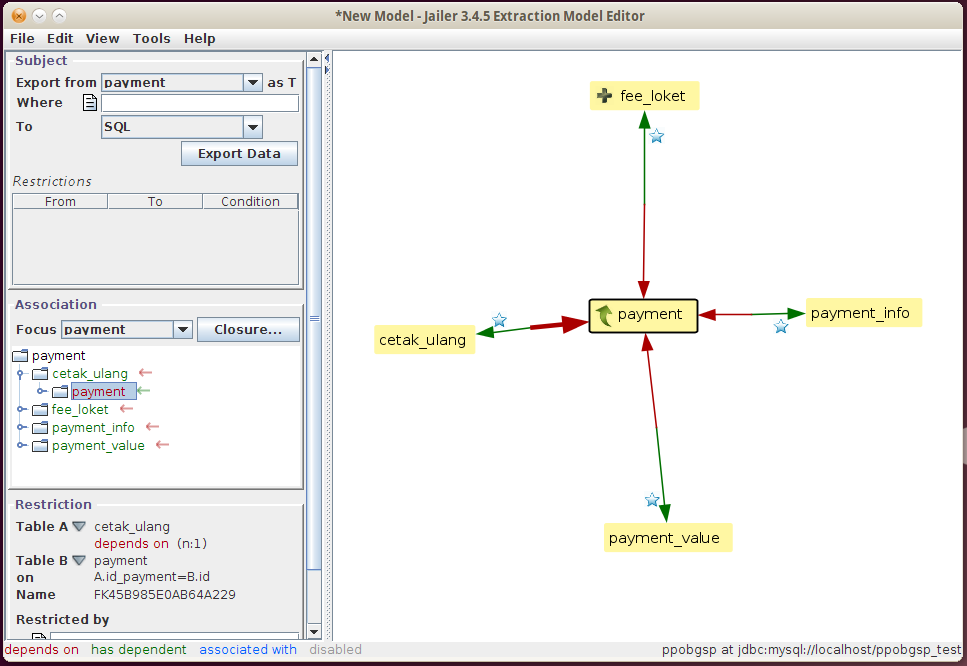 *New Model - Jailer 3.4.5 Extraction Model Editor
File Edit View Tools Help
Subject
Export from payment as T
Where
To SQL
Export Data
Restrictions
From To Condition
Association
Focus payment Closure...
payment
cetak_ulang
payment
fee_loket
payment_info
payment_value
Restriction
Table A cetak_ulang
depends on (n:1)
Table B payment
on A.id_payment=B.id
Name FK45B985E0AB64A229
Restricted by
fee_loket
payment
payment_info
cetak_ulang
payment_value
depends on has dependent associated with disabled ppobgsp at jdbc:mysql://localhost/ppobgsp_test